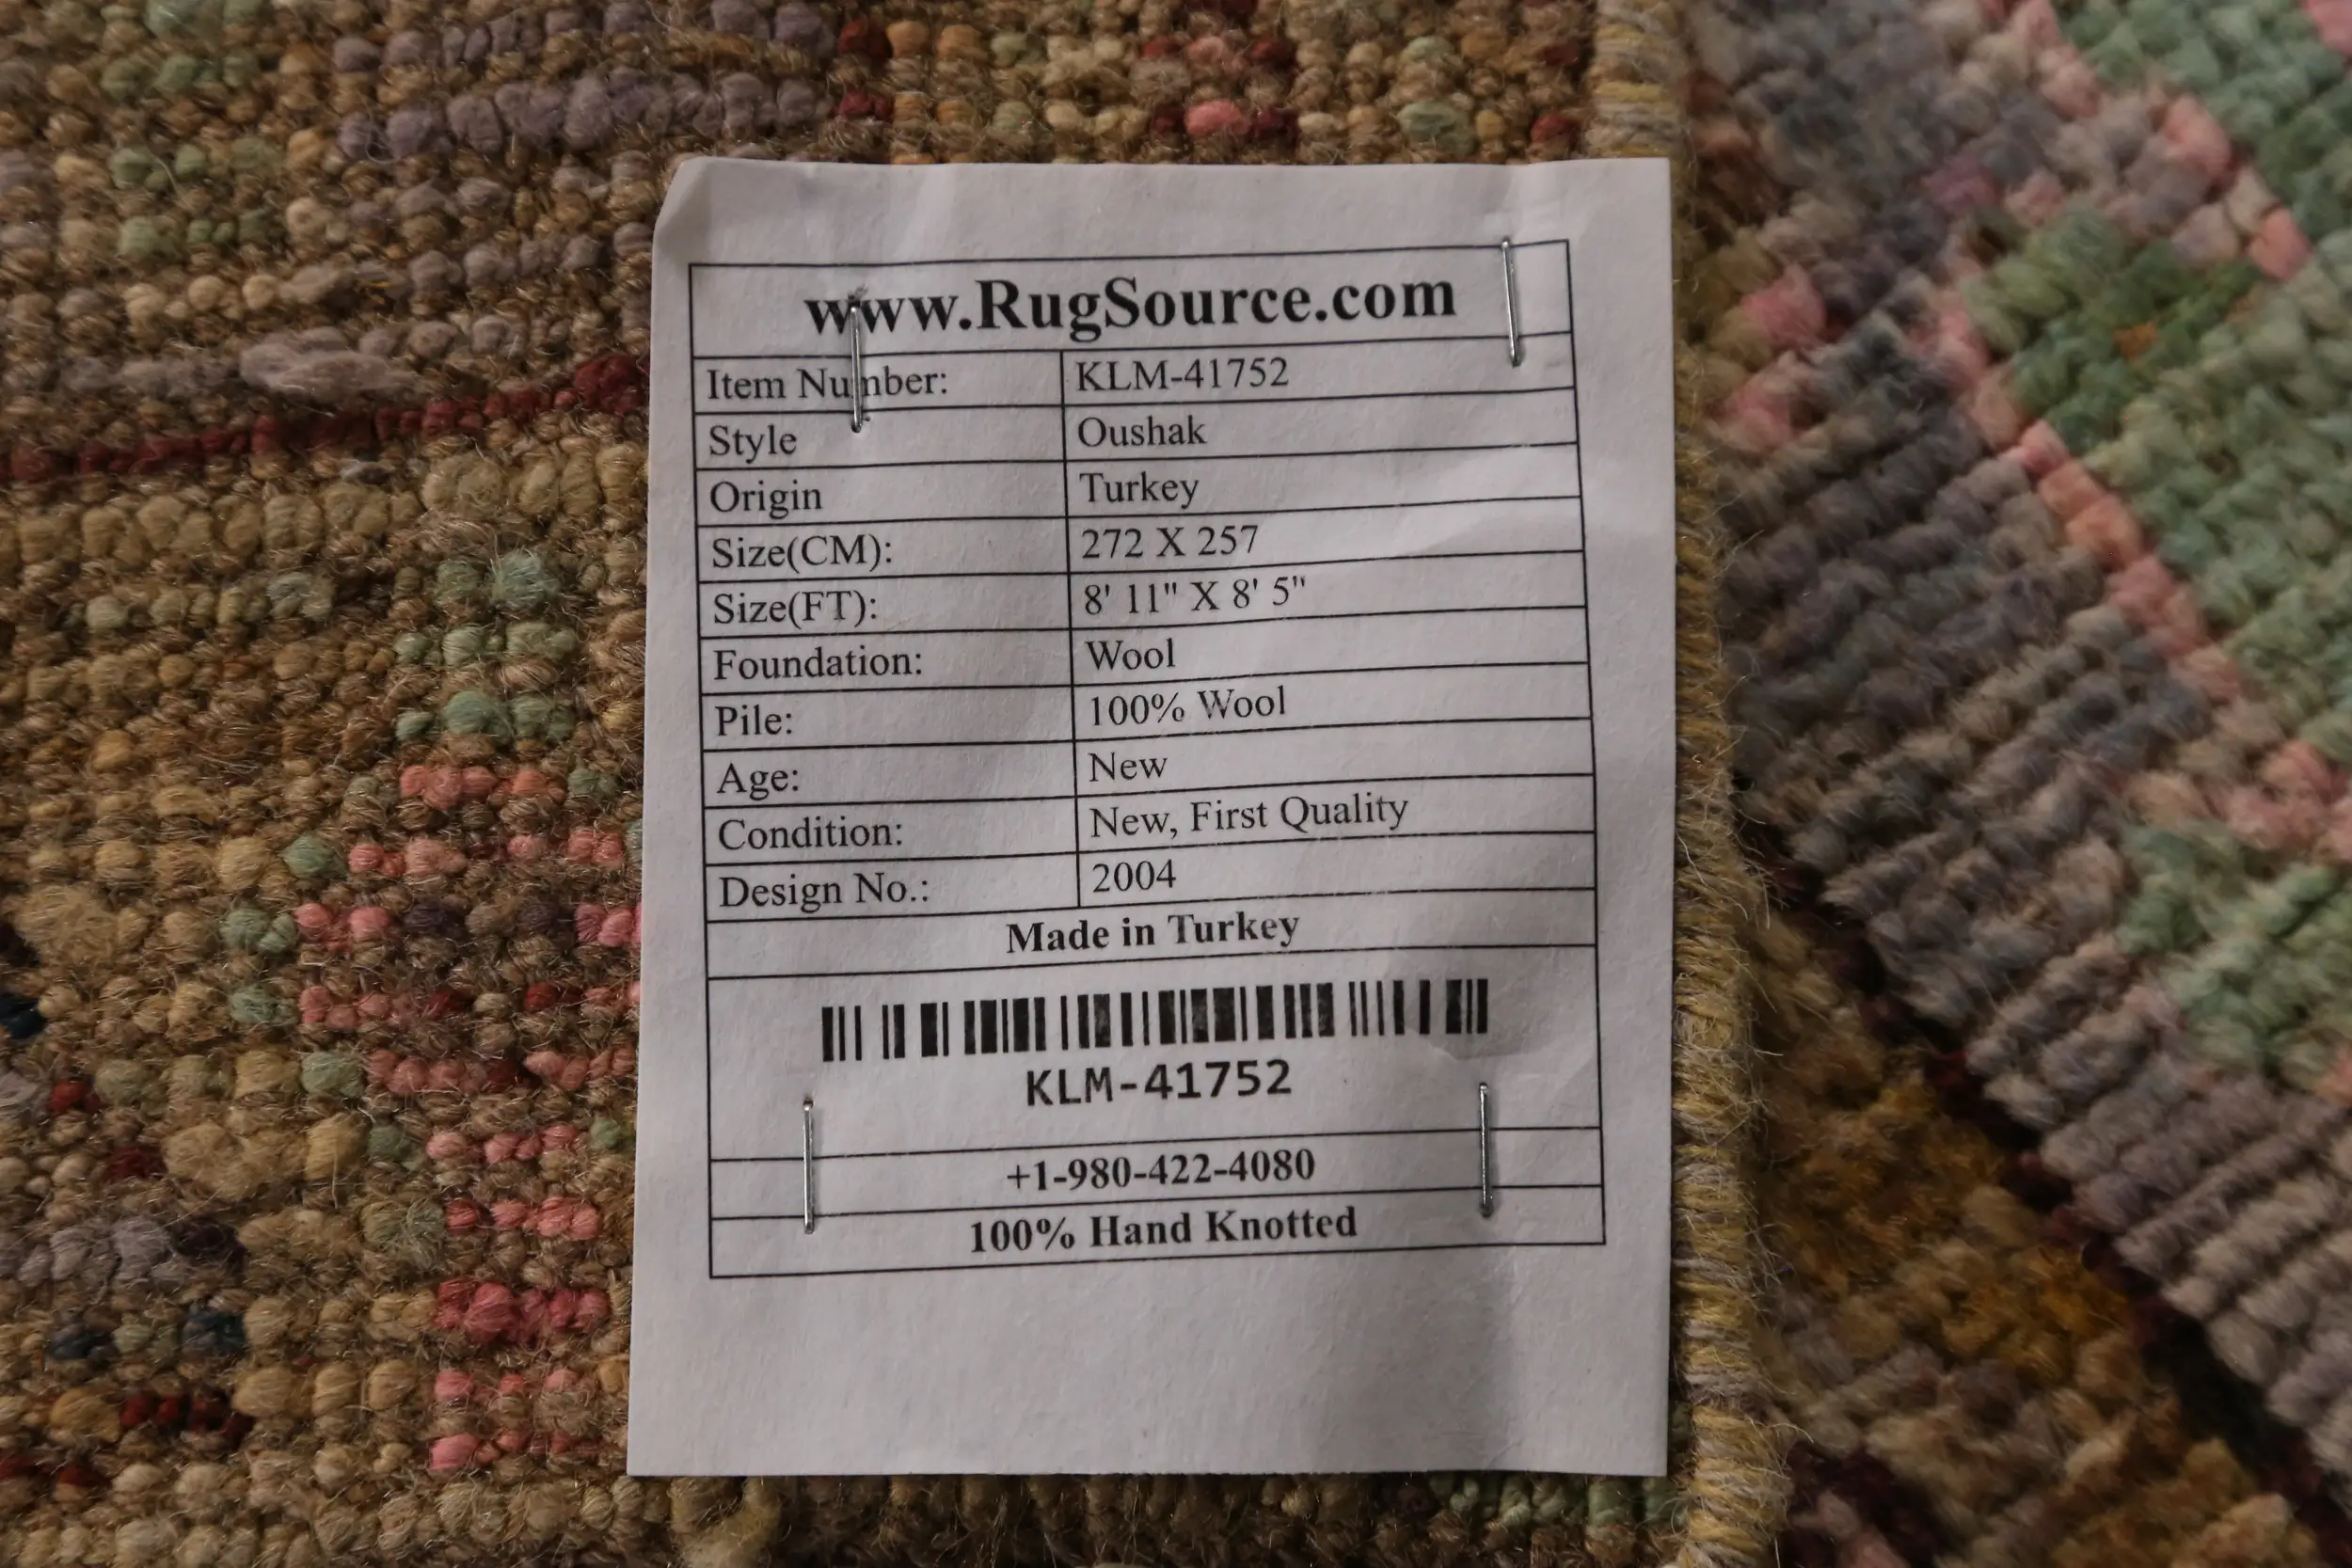 www.RugSource.com
Item Number: KLM-41752
Style Oushak
Origin Turkey
Size(CM): 272 X 257
Size(FT): 8' 11" X 8' 5"
Foundation: Wool
Pile: 100% Wool
Age: New
Condition: New, First Quality
Design No.: 2004
Made in Turkey
KLM-41752
+1-980-422-4080
100% Hand Knotted